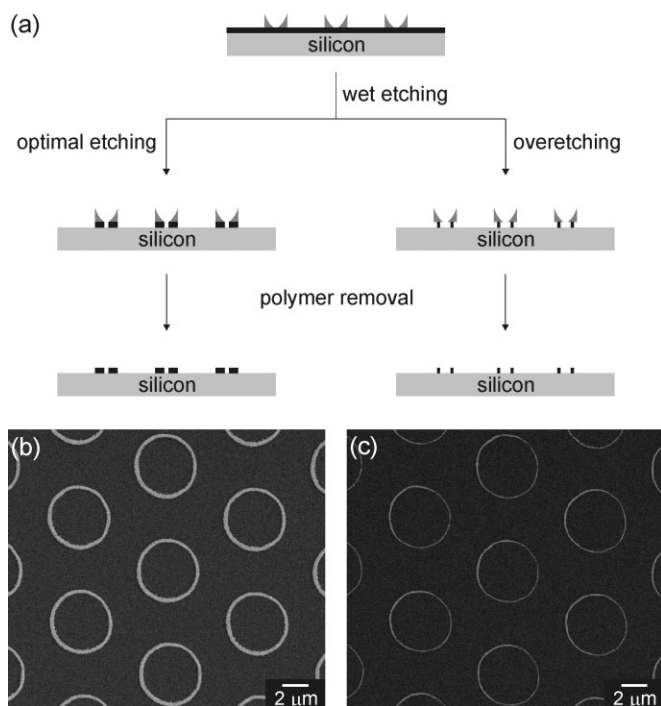 (a)
silicon
wet etching
optimal etching
overetching
silicon
silicon
polymer removal
silicon
silicon
(b)
(c)
2 μm
2 μm